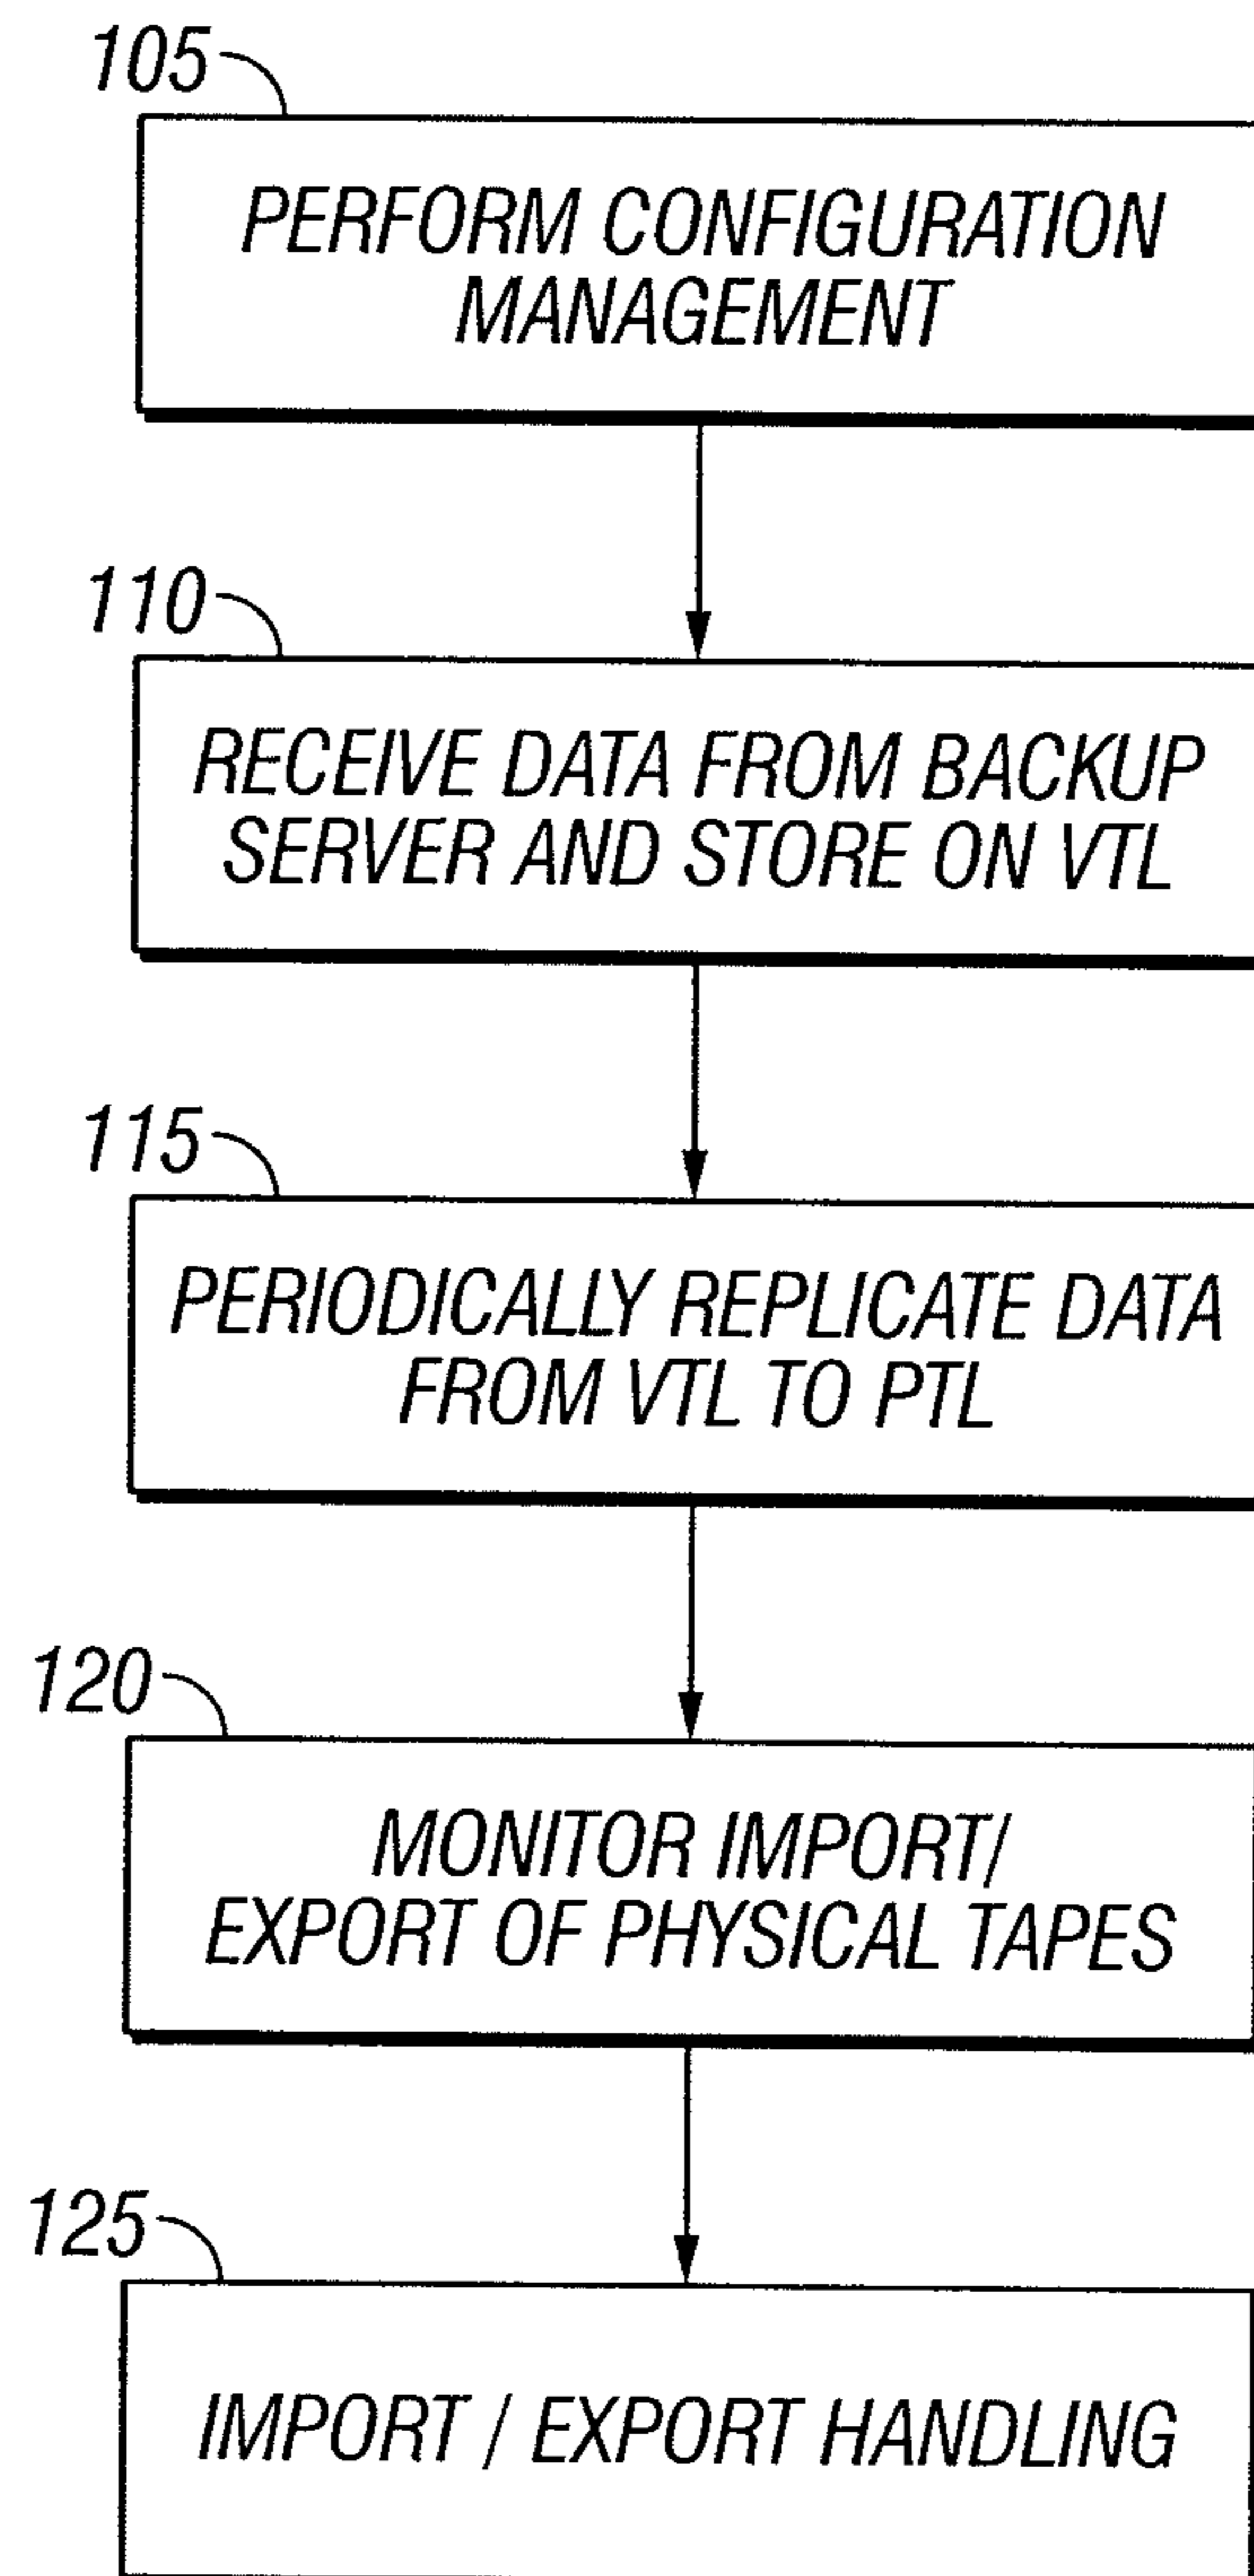 105
PERFORM CONFIGURATION
MANAGEMENT
110
RECEIVE DATA FROM BACKUP
SERVER AND STORE ON VTL
115
PERIODICALLY REPLICATE DATA
FROM VTL TO PTL
120
MONITOR IMPORT/
EXPORT OF PHYSICAL TAPES
125
IMPORT / EXPORT HANDLING